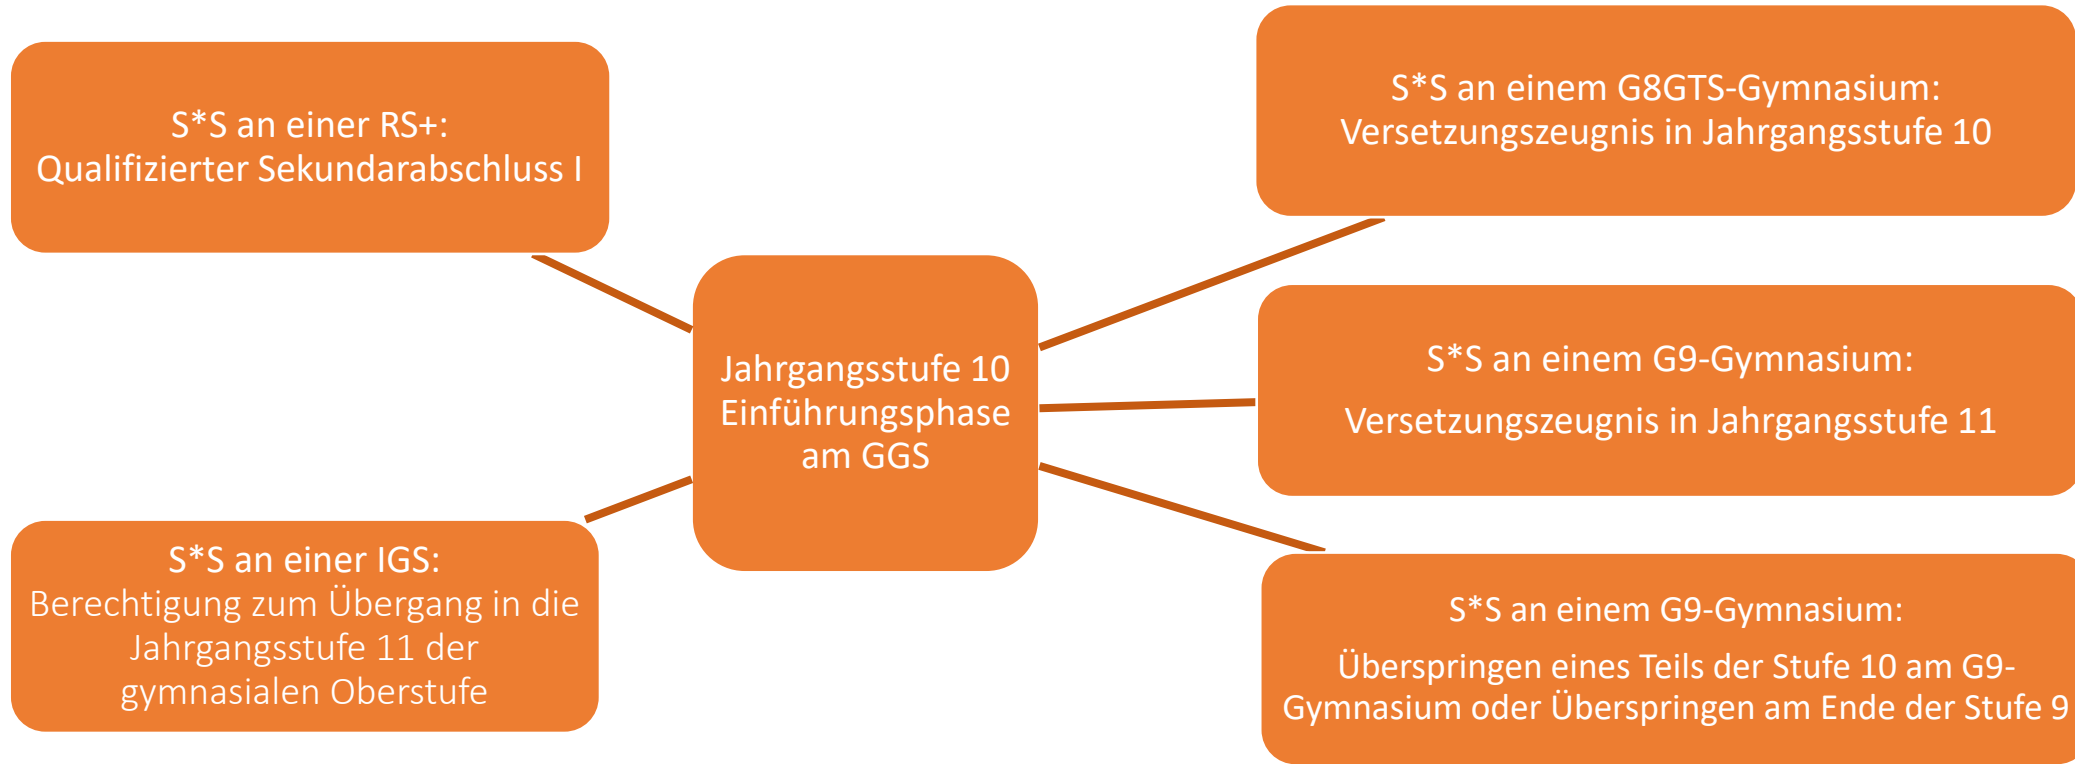 S*S an einer RS+:
Qualifizierter Sekundarabschluss I
S*S an einer IGS:
Berechtigung zum Übergang in die
Jahrgangsstufe 11 der
gymnasialen Oberstufe
Jahrgangsstufe 10
Einführungsphase
am GGS
S*S an einem G8GTS-Gymnasium:
Versetzungszeugnis in Jahrgangsstufe 10
S*S an einem G9-Gymnasium:
Versetzungszeugnis in Jahrgangsstufe 11
S*S an einem G9-Gymnasium:
Überspringen eines Teils der Stufe 10 am G9-
Gymnasium oder Überspringen am Ende der Stufe 9